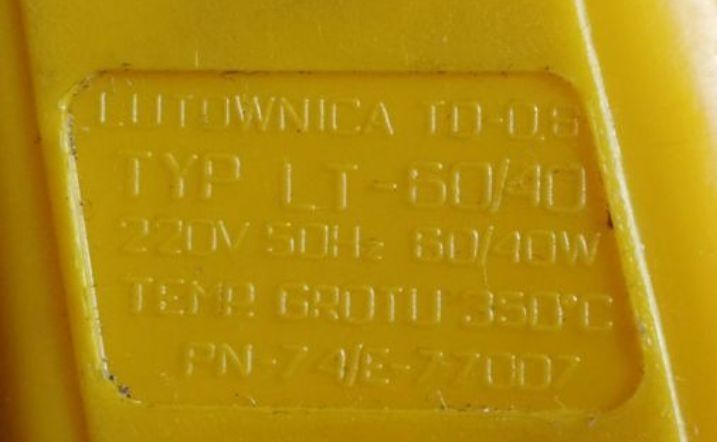 LUTOWNICA TD-0,8
TYP LT-60/40
220V 50Hz 60/40W
TEMP. GROTU 350°C
PN-74/E-77007